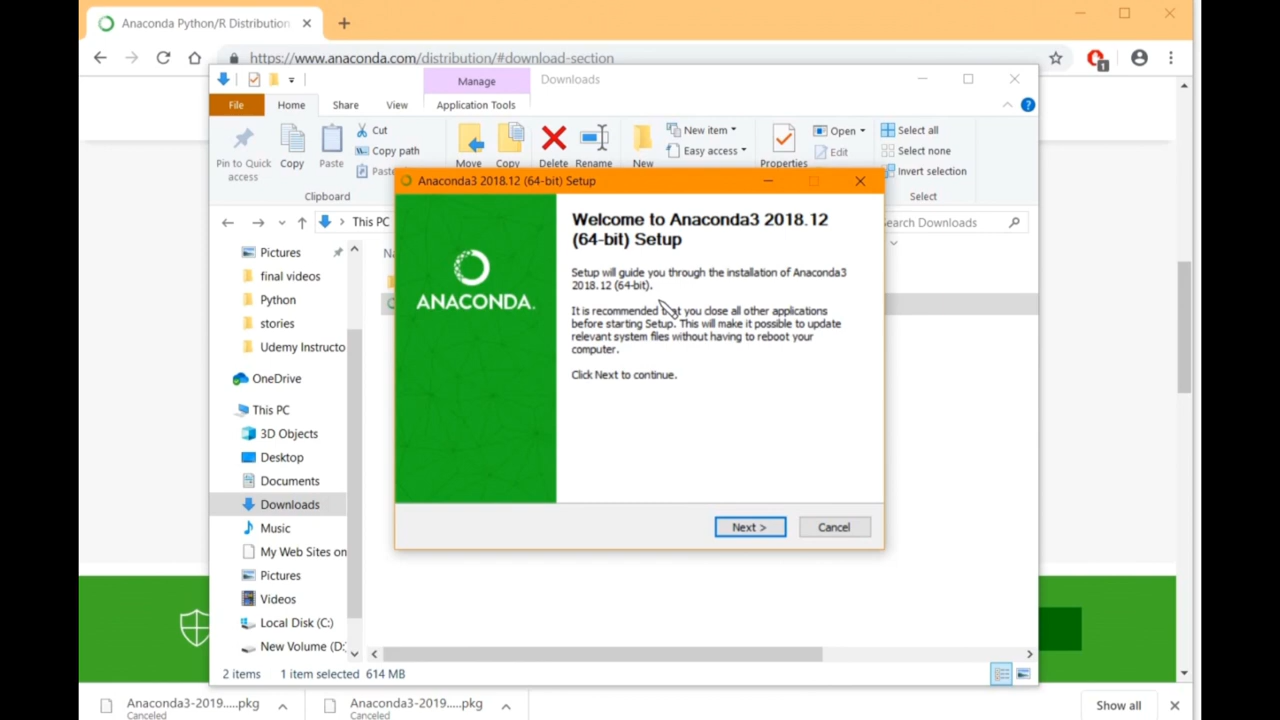 Anaconda Python/R Distribution
https://www.anaconda.com/distribution/#download-section
1
Manage
Downloads
File
Home
Share
View
Application Tools
Pin to Quick
access
Copy
Paste
Cut
Copy path
Paste
Clipboard
Move
Copy
Delete
Rename
New
New item
Easy access
Properties
Open
Edit
Select all
Select none
Invert selection
Select
This PC
Search Downloads
Pictures
final videos
Python
stories
Udemy Instructo
OneDrive
This PC
3D Objects
Desktop
Documents
Downloads
Music
My Web Sites on
Pictures
Videos
Local Disk (C:)
New Volume (D:
Anaconda3 2018.12 (64-bit) Setup
ANACONDA.
Welcome to Anaconda3 2018.12
(64-bit) Setup
Setup will guide you through the installation of Anaconda3
2018.12 (64-bit).
It is recommended that you close all other applications
before starting Setup. This will make it possible to update
relevant system files without having to reboot your
computer.
Click Next to continue.
Next >
Cancel
2 items
1 item selected
614 MB
Anaconda3-2019.....pkg
Canceled
Anaconda3-2019.....pkg
Canceled
Show all